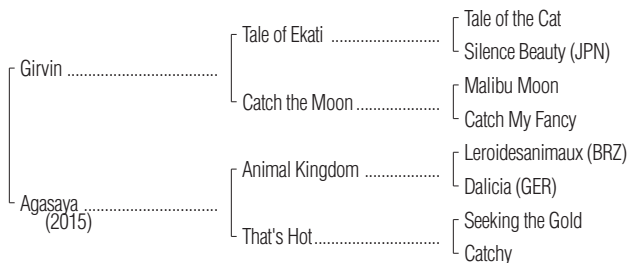 Tale of the Cat
Tale of Ekati ..........................
Silence Beauty (JPN)
Girvin ....................................
Malibu Moon
Catch the Moon ....................
Catch My Fancy
Leroidesanimaux (BRZ)
Animal Kingdom ..................
Dalicia (GER)
Agasaya ................................
(2015)
Seeking the Gold
That's Hot ..............................
Catchy